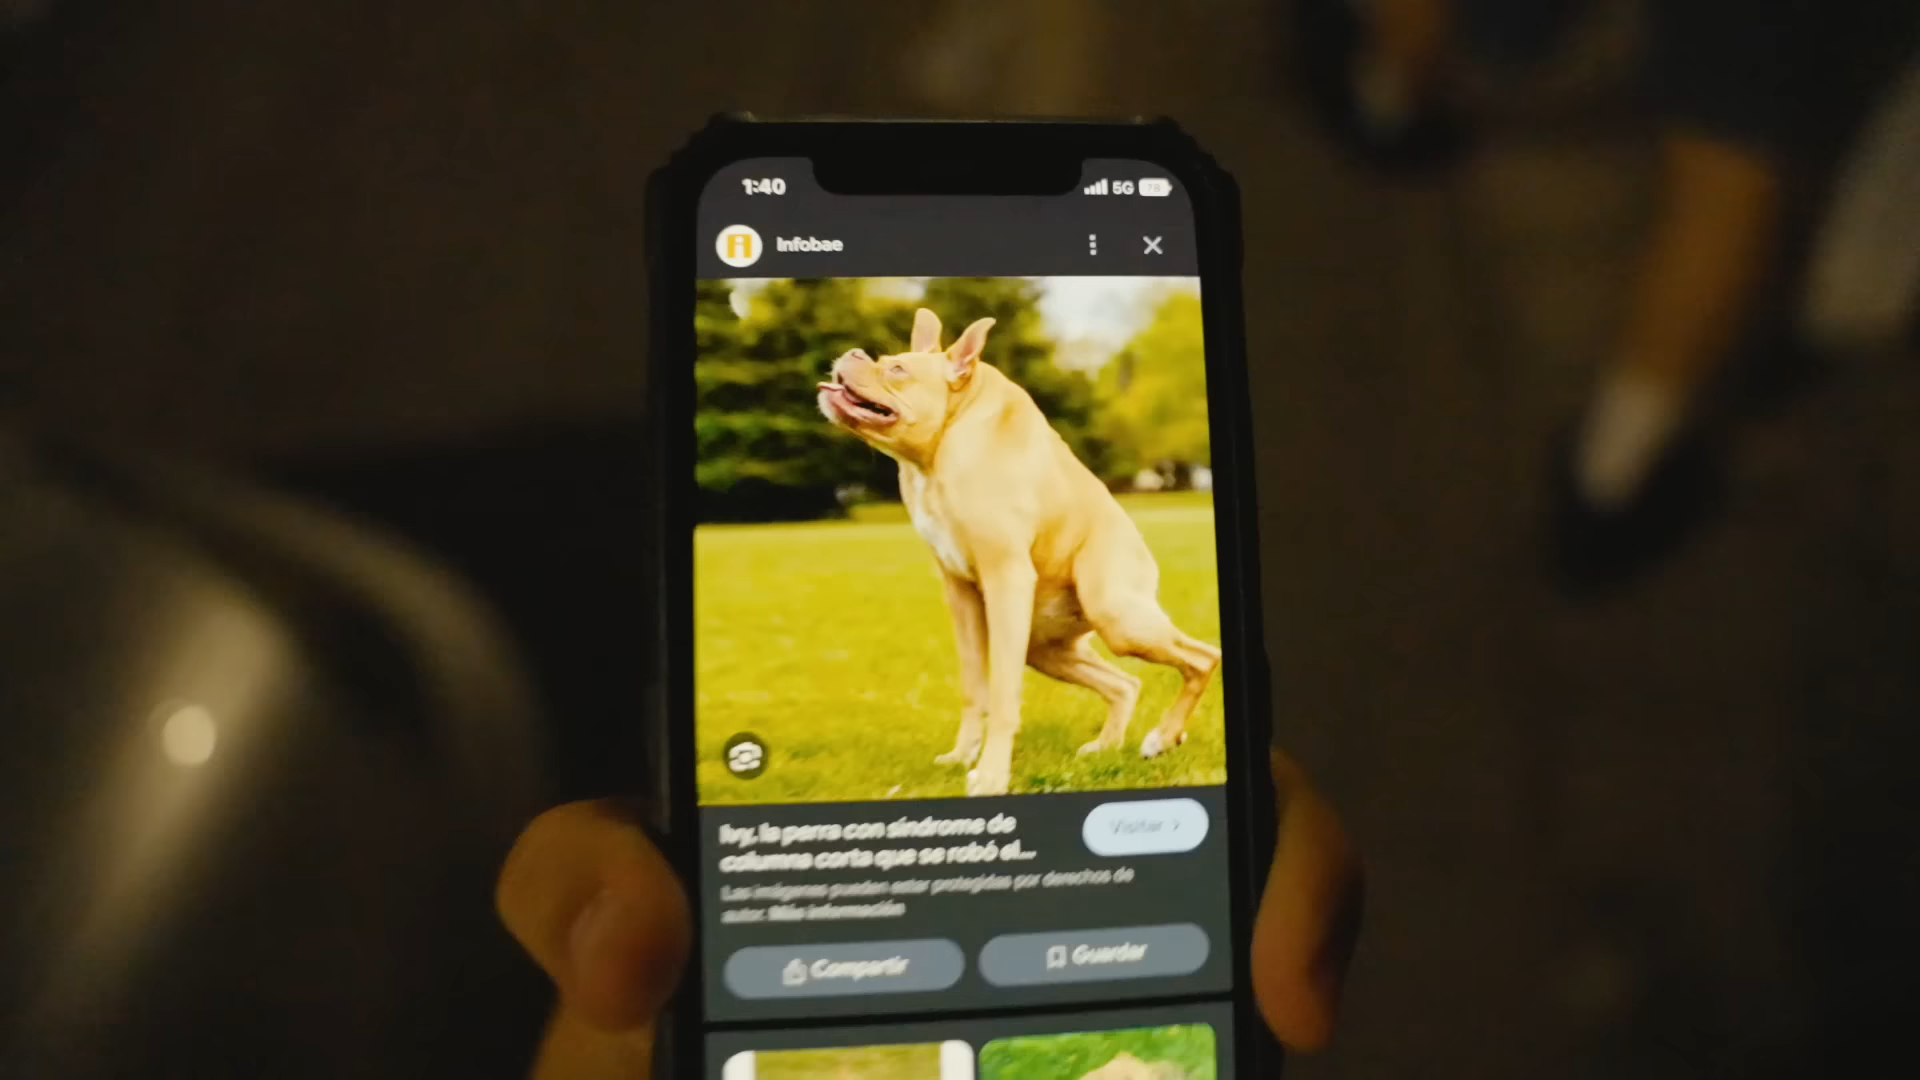 1:40
5G 78
Infobae
Ivy, la perra con síndrome de
columna corta que se robó el...
Visitar >
Las imágenes pueden estar protegidas por derechos de
autor. Más información
Compartir
Guardar